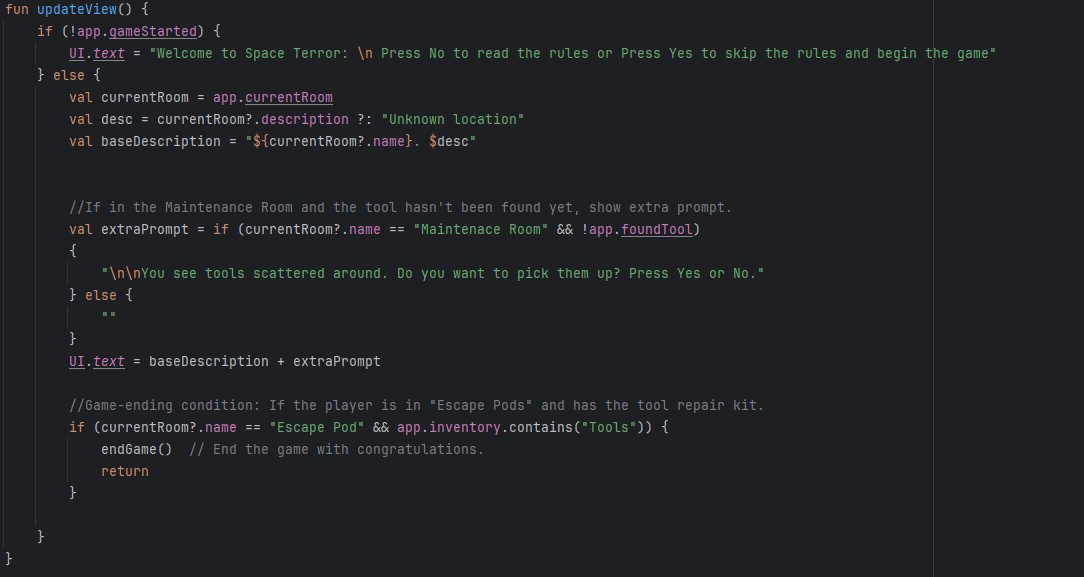 fun updateView() {
    if (!app.gameStarted) {
        UI.text = "Welcome to Space Terror: \n Press No to read the rules or Press Yes to skip the rules and begin the game"
    } else {
        val currentRoom = app.currentRoom
        val desc = currentRoom?.description ?: "Unknown location"
        val baseDescription = "${currentRoom?.name}. $desc"
        //If in the Maintenance Room and the tool hasn't been found yet, show extra prompt.
        val extraPrompt = if (currentRoom?.name == "Maintenace Room" && !app.foundTool)
        {
            "\n\nYou see tools scattered around. Do you want to pick them up? Press Yes or No."
        } else {
            ""
        }
        UI.text = baseDescription + extraPrompt
        //Game-ending condition: If the player is in "Escape Pods" and has the tool repair kit.
        if (currentRoom?.name == "Escape Pod" && app.inventory.contains("Tools")) {
            endGame()  // End the game with congratulations.
            return
        }
    }
}